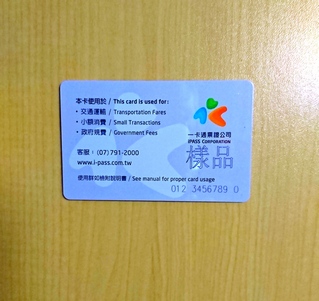 本卡使用於 / This card is used for:
・交通運輸 / Transportation Fares
・小額消費 / Small Transactions
・政府規費 / Government Fees
客服：(07)791-2000
www.i-pass.com.tw
一卡通票證公司
IPASS CORPORATION
樣品
使用詳如檢附說明書 / See manual for proper card usage
012 3456789 0